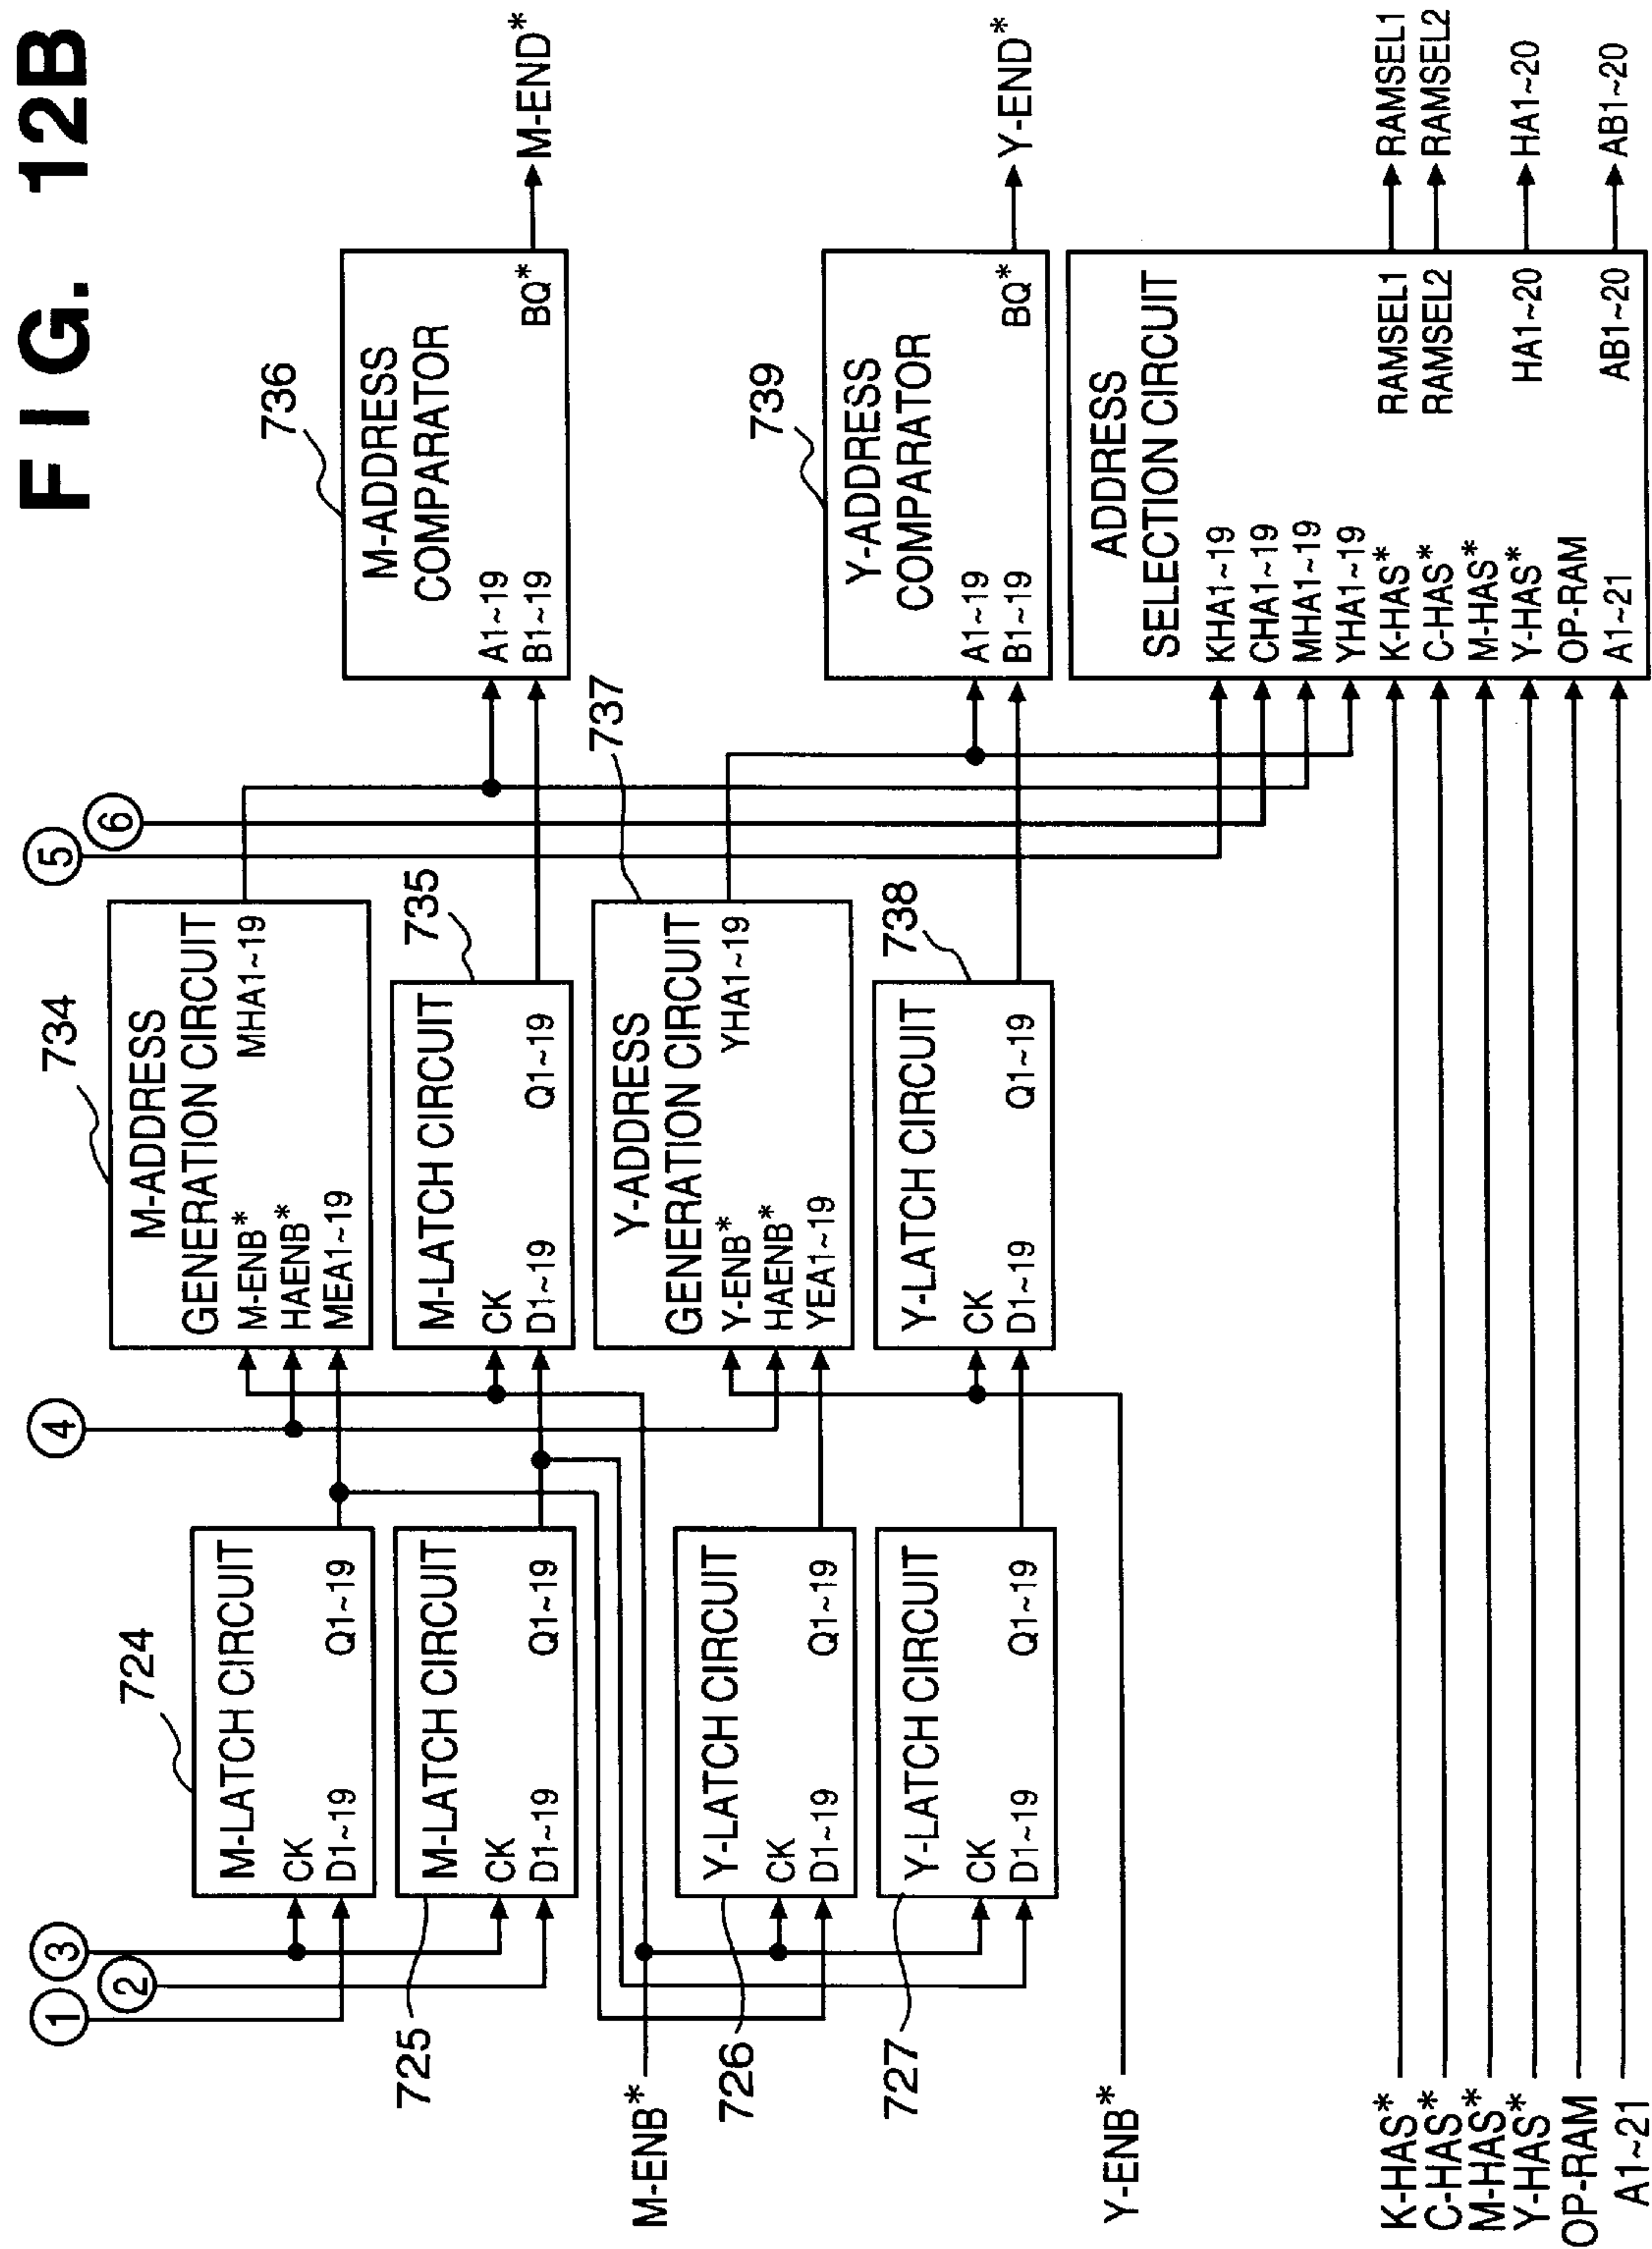 FIG. 12B
1
3
2
4
5
6
724
M-LATCH CIRCUIT
CK
D1~19
Q1~19
725
M-LATCH CIRCUIT
CK
D1~19
Q1~19
M-ENB*
726
Y-LATCH CIRCUIT
CK
D1~19
Q1~19
727
Y-LATCH CIRCUIT
CK
D1~19
Q1~19
Y-ENB*
734
M-ADDRESS
GENERATION CIRCUIT
M-ENB*
HAENB*
MEA1~19
MHA1~19
735
M-LATCH CIRCUIT
CK
D1~19
Q1~19
737
Y-ADDRESS
GENERATION CIRCUIT
Y-ENB*
HAENB*
YEA1~19
YHA1~19
738
Y-LATCH CIRCUIT
CK
D1~19
Q1~19
736
M-ADDRESS
COMPARATOR
A1~19
B1~19
BQ*
M-END*
739
Y-ADDRESS
COMPARATOR
A1~19
B1~19
BQ*
Y-END*
ADDRESS
SELECTION CIRCUIT
KHA1~19
CHA1~19
MHA1~19
YHA1~19
K-HAS*
C-HAS*
M-HAS*
Y-HAS*
OP-RAM
A1~21
RAMSEL1
RAMSEL2
HA1~20
AB1~20
RAMSEL1
RAMSEL2
HA1~20
AB1~20
K-HAS*
C-HAS*
M-HAS*
Y-HAS*
OP-RAM
A1~21